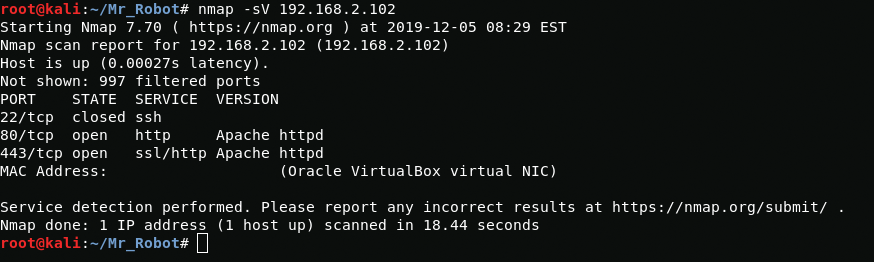 root@kali:~/Mr_Robot# nmap -sV 192.168.2.102
Starting Nmap 7.70 ( https://nmap.org ) at 2019-12-05 08:29 EST
Nmap scan report for 192.168.2.102 (192.168.2.102)
Host is up (0.00027s latency).
Not shown: 997 filtered ports
PORT    STATE  SERVICE  VERSION
22/tcp  closed ssh
80/tcp  open   http     Apache httpd
443/tcp open   ssl/http Apache httpd
MAC Address:                   (Oracle VirtualBox virtual NIC)

Service detection performed. Please report any incorrect results at https://nmap.org/submit/ .
Nmap done: 1 IP address (1 host up) scanned in 18.44 seconds
root@kali:~/Mr_Robot#